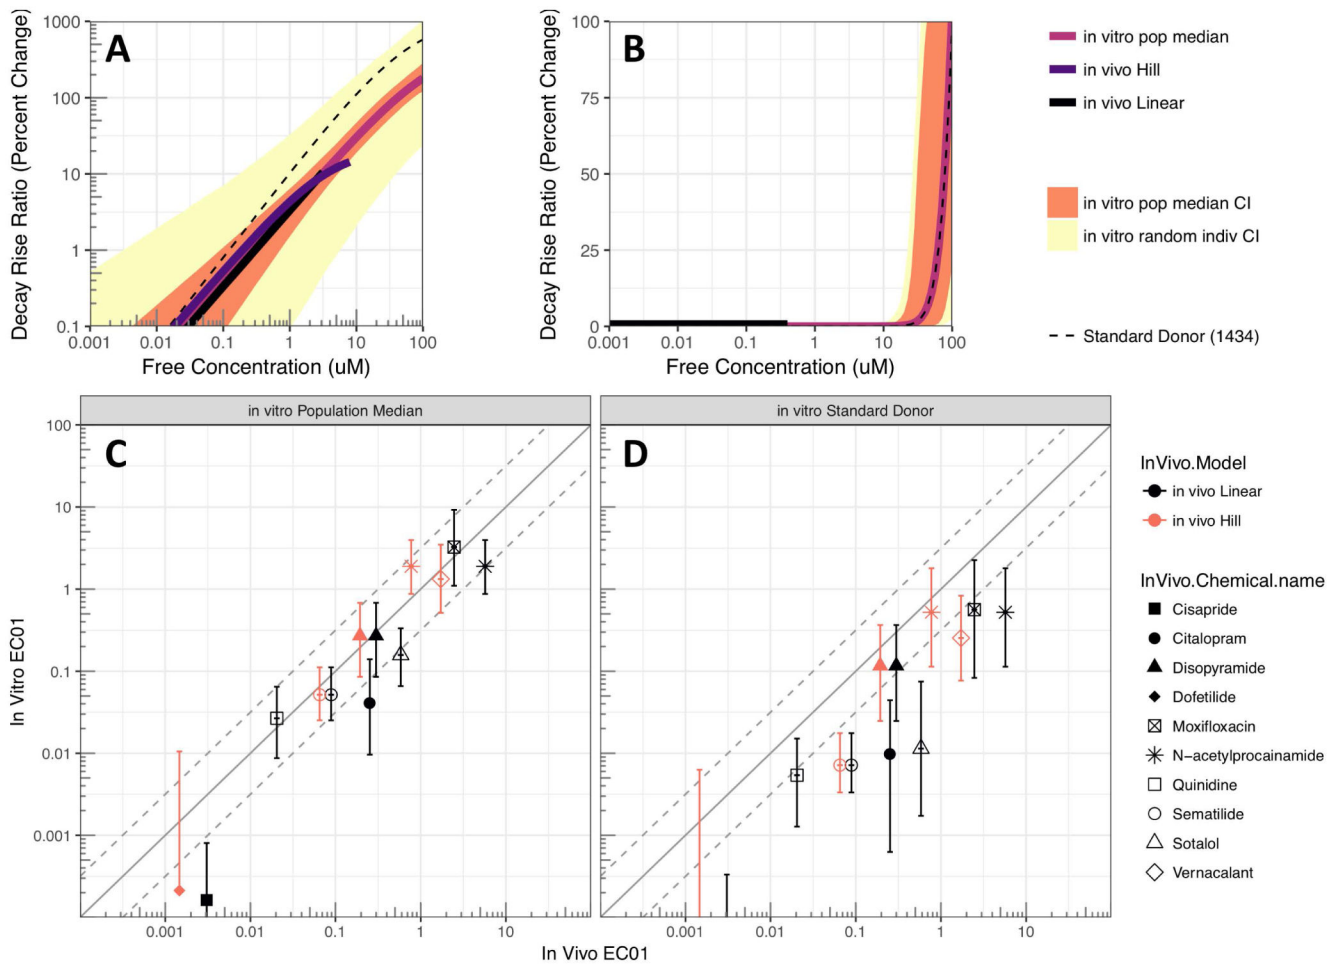 A
Decay Rise Ratio (Percent Change)
1000
100
10
1
0.1
0.001
0.01
0.1
1
10
100
Free Concentration (uM)
B
Decay Rise Ratio (Percent Change)
100
75
50
25
0
0.001
0.01
0.1
1
10
100
Free Concentration (uM)
in vitro pop median
in vivo Hill
in vivo Linear
in vitro pop median CI
in vitro random indiv CI
Standard Donor (1434)
in vitro Population Median
in vitro Standard Donor
C
D
In Vitro EC01
100
10
1
0.1
0.01
0.001
0.001
0.01
0.1
1
10
0.001
0.01
0.1
1
10
In Vivo EC01
InVivo.Model
in vivo Linear
in vivo Hill
InVivo.Chemical.name
Cisapride
Citalopram
Disopyramide
Dofetilide
Moxifloxacin
N−acetylprocainamide
Quinidine
Sematilide
Sotalol
Vernacalant